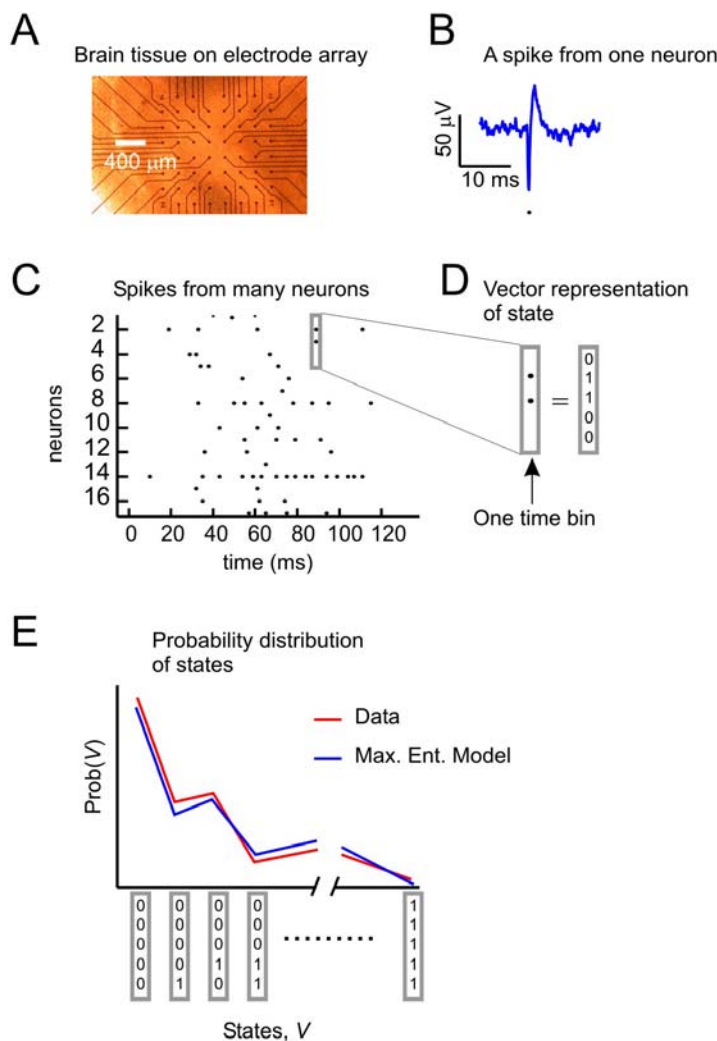 A
Brain tissue on electrode array
400 μm
B
A spike from one neuron
50 μV
10 ms
C
Spikes from many neurons
neurons
2
4
6
8
10
12
14
16
0 20 40 60 80 100 120
time (ms)
D
Vector representation
of state
=
0
1
1
0
0
One time bin
E
Probability distribution
of states
Prob(V)
Data
Max. Ent. Model
0 0 0 0 1
0 0 0 0 1
0 0 0 0 1
0 0 1 1 1
0 1 0 1 1
States, V